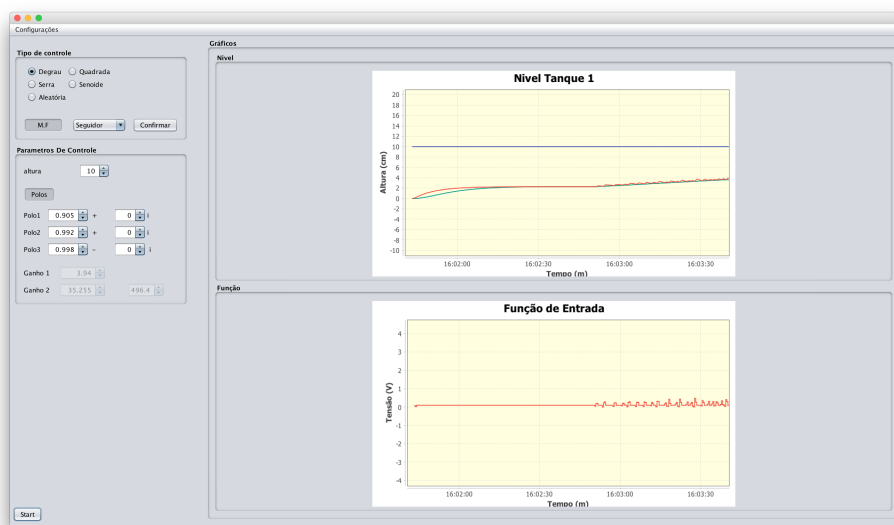 Configurações
Tipo de controle
Degrau Quadrada
Serra Senoide
Aleatória
M.F Seguidor Confirmar
Parametros De Controle
altura 10
Polos
Polo1 0.905 + 0 i
Polo2 0.992 + 0 i
Polo3 0.998 - 0 i
Ganho 1 3.94
Ganho 2 35.255 496.4
Start
Gráficos
Nivel
Nivel Tanque 1
Altura (cm)
20
18
16
14
12
10
8
6
4
2
0
-2
-4
-6
-8
-10
16:02:00 16:02:30 16:03:00 16:03:30
Tempo (m)
Função
Função de Entrada
Tensão (V)
4
3
2
1
0
-1
-2
-3
-4
16:02:00 16:02:30 16:03:00 16:03:30
Tempo (m)